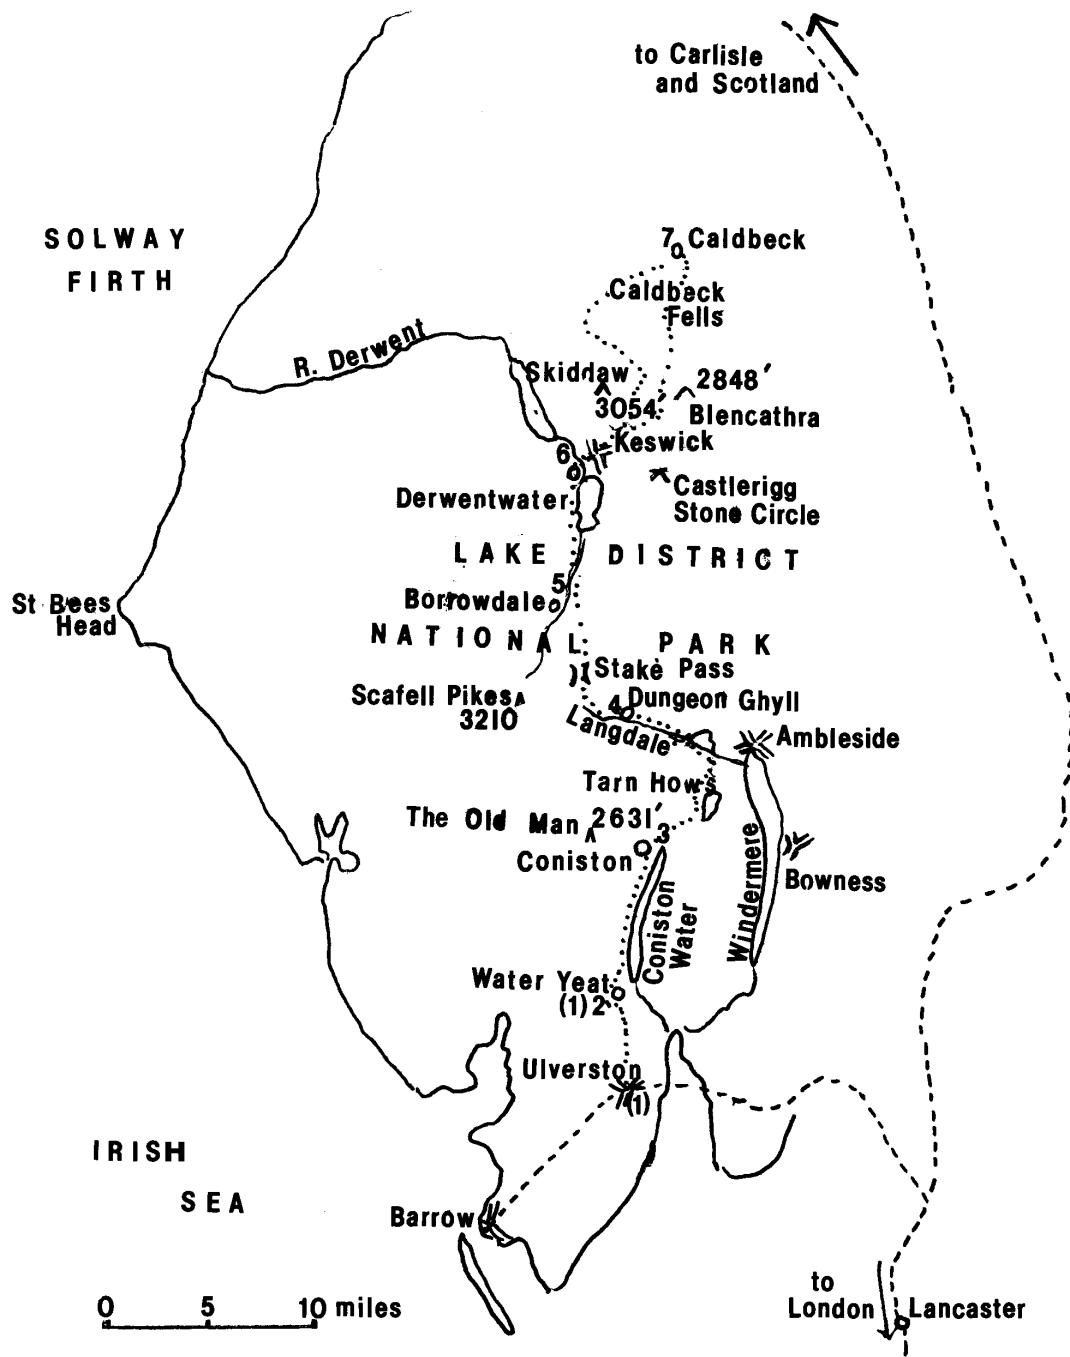 to Carlisle
and Scotland
SOLWAY
FIRTH
7 Caldbeck
Caldbeck
Fells
R. Derwent
Skiddaw
3054'
2848'
Blencathra
Keswick
6
Castlerigg
Stone Circle
Derwentwater
LAKE DISTRICT
5
Borrowdale
St Bees
Head
NATIONAL PARK
Stake Pass
Scafell Pikes
3210
4 Dungeon Ghyll
Langdale
Ambleside
Tarn Hows
The Old Man 2631'
3
Coniston
Bowness
Windermere
Coniston
Water
Water Yeat
(1) 2
Ulverston
(1)
IRISH
SEA
Barrow
to
London
Lancaster
0 5 10 miles